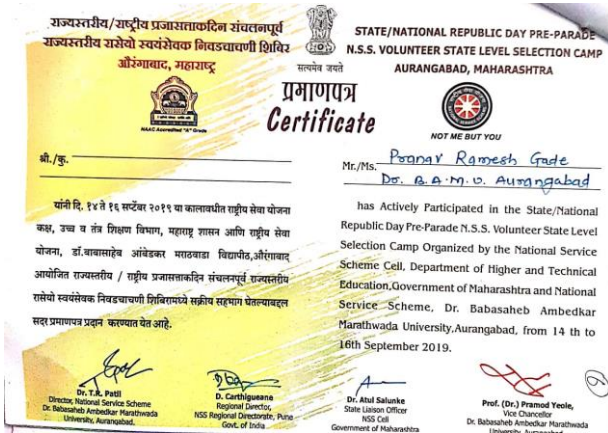 राज्यस्तरीय/राष्ट्रीय प्रजासत्ताकदिन संचलनपूर्व
राज्यस्तरीय रासेयो स्वयंसेवक निवडचाचणी शिबिर
औरंगाबाद, महाराष्ट्र
सत्यमेव जयते
STATE/NATIONAL REPUBLIC DAY PRE-PARADE
N.S.S. VOLUNTEER STATE LEVEL SELECTION CAMP
AURANGABAD, MAHARASHTRA
NAAC Accredited "A" Grade
प्रमाणपत्र
Certificate
NOT ME BUT YOU
श्री./कु.
यांनी दि. १४ ते १६ सप्टेंबर २०१९ या कालावधीत राष्ट्रीय सेवा योजना
कक्ष, उच्च व तंत्र शिक्षण विभाग, महाराष्ट्र शासन आणि राष्ट्रीय सेवा
योजना, डॉ.बाबासाहेब आंबेडकर मराठवाडा विद्यापीठ,औरंगाबाद
आयोजित राज्यस्तरीय / राष्ट्रीय प्रजासत्ताकदिन संचलनपूर्व राज्यस्तरीय
रासेयो स्वयंसेवक निवडचाचणी शिबिरामध्ये सक्रीय सहभाग घेतल्याबद्दल
सदर प्रमाणपत्र प्रदान करण्यात येत आहे.
Mr./Ms. Pranav Ramesh Gade
Dr. B.A.M.U. Aurangabad
has Actively Participated in the State/National
Republic Day Pre-Parade N.S.S. Volunteer State Level
Selection Camp Organized by the National Service
Scheme Cell, Department of Higher and Technical
Education,Government of Maharashtra and National
Service Scheme, Dr. Babasaheb Ambedkar
Marathwada University,Aurangabad, from 14 th to
16th September 2019.
Dr. T.R. Patil
Director, National Service Scheme
Dr. Babasaheb Ambedkar Marathwada
University, Aurangabad.
D. Carthigueane
Regional Director,
NSS Regional Directorate, Pune
Govt. of India
Dr. Atul Salunke
State Liaison Officer
NSS Cell
Government of Maharashtra
Prof. (Dr.) Pramod Yeole,
Vice Chancellor
Dr. Babasaheb Ambedkar Marathwada
University, Aurangabad